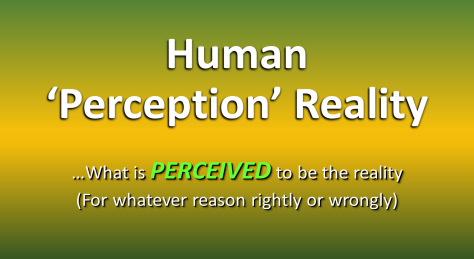 Human
‘Perception’ Reality
...What is PERCEIVED to be the reality
(For whatever reason rightly or wrongly)